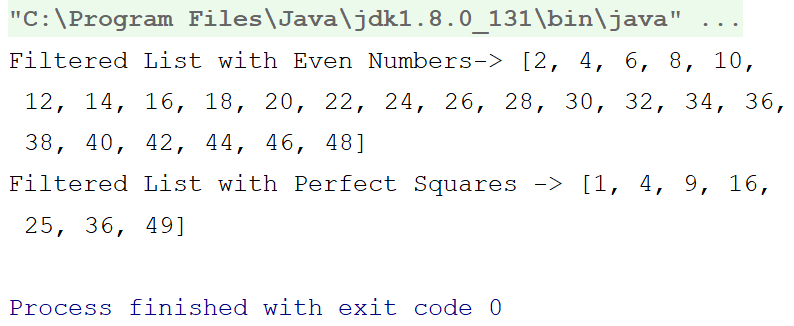 "C:\Program Files\Java\jdk1.8.0_131\bin\java" ...
Filtered List with Even Numbers-> [2, 4, 6, 8, 10,
12, 14, 16, 18, 20, 22, 24, 26, 28, 30, 32, 34, 36,
38, 40, 42, 44, 46, 48]
Filtered List with Perfect Squares -> [1, 4, 9, 16,
25, 36, 49]
Process finished with exit code 0